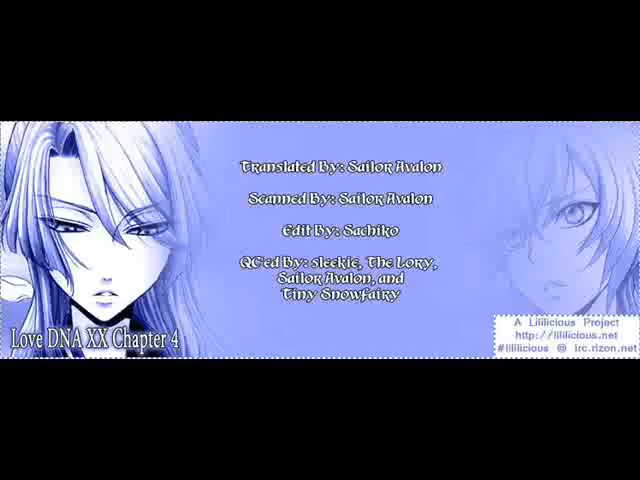 Translated By: Sailor Avalon
Scanned By: Sailor Avalon
Edit By: Sachiko
QC'ed By: sleekie, The Lory,
Sailor Avalon, and
Tiny Snowfairy
Love DNA XX Chapter 4
A Lililicious Project
http://lililicious.net
#lililicious @ irc.rizon.net